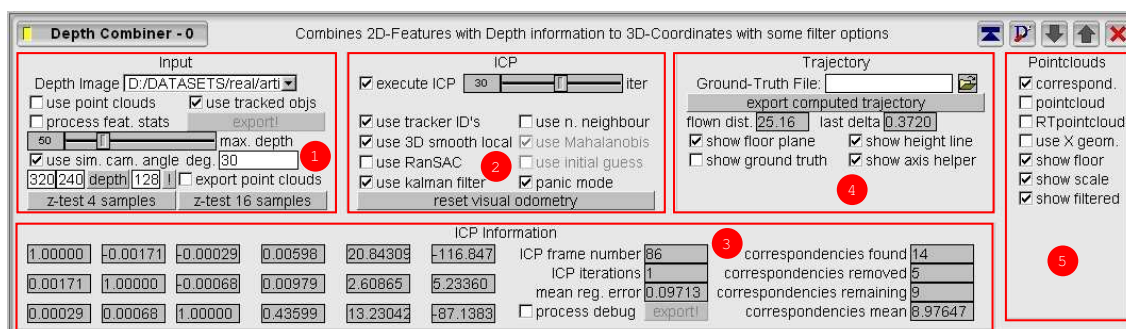 Depth Combiner - 0 Combines 2D-Features with Depth information to 3D-Coordinates with some filter options
Input
Depth Image D:/DATASETS/real/arti
use point clouds use tracked objs
process feat. stats export!
50 max. depth
use sim. cam. angle deg. 30
320 240 depth 128 ! export point clouds
z-test 4 samples z-test 16 samples
1
ICP
execute ICP 30 iter
use tracker ID's use n. neighbour
use 3D smooth local use Mahalanobis
use RanSAC use initial guess
use kalman filter panic mode
reset visual odometry
2
Trajectory
Ground-Truth File:
export computed trajectory
flown dist. 25.16 last delta 0.3720
show floor plane show height line
show ground truth show axis helper
4
Pointclouds
correspond.
pointcloud
RTpointcloud
use X geom.
show floor
show scale
show filtered
5
ICP Information
3
1.00000 -0.00171 -0.00029 0.00598 20.84309 -116.847 ICP frame number 86 correspondencies found 14
ICP iterations 1 correspondencies removed 5
0.00171 1.00000 -0.00068 0.00979 2.60865 5.23360 mean reg. error 0.09713 correspondencies remaining 9
0.00029 0.00068 1.00000 0.43599 13.23042 -87.1383 process debug export! correspondencies mean 8.97647